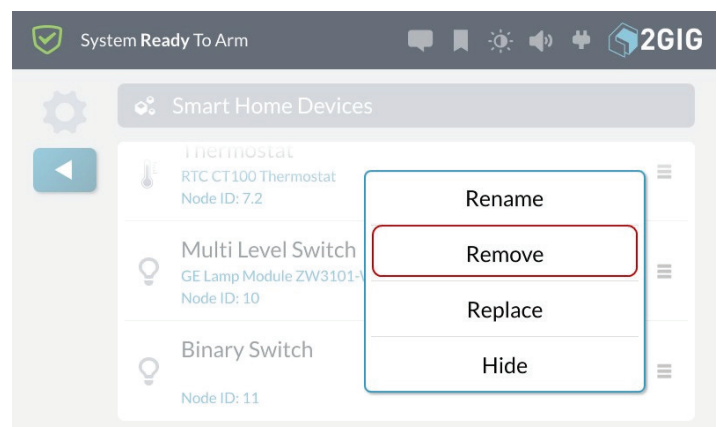 System Ready To Arm
2GIG
Smart Home Devices
Thermostat
RTC CT100 Thermostat
Node ID: 7.2
Multi Level Switch
GE Lamp Module ZW3101-
Node ID: 10
Binary Switch
Node ID: 11
Rename
Remove
Replace
Hide